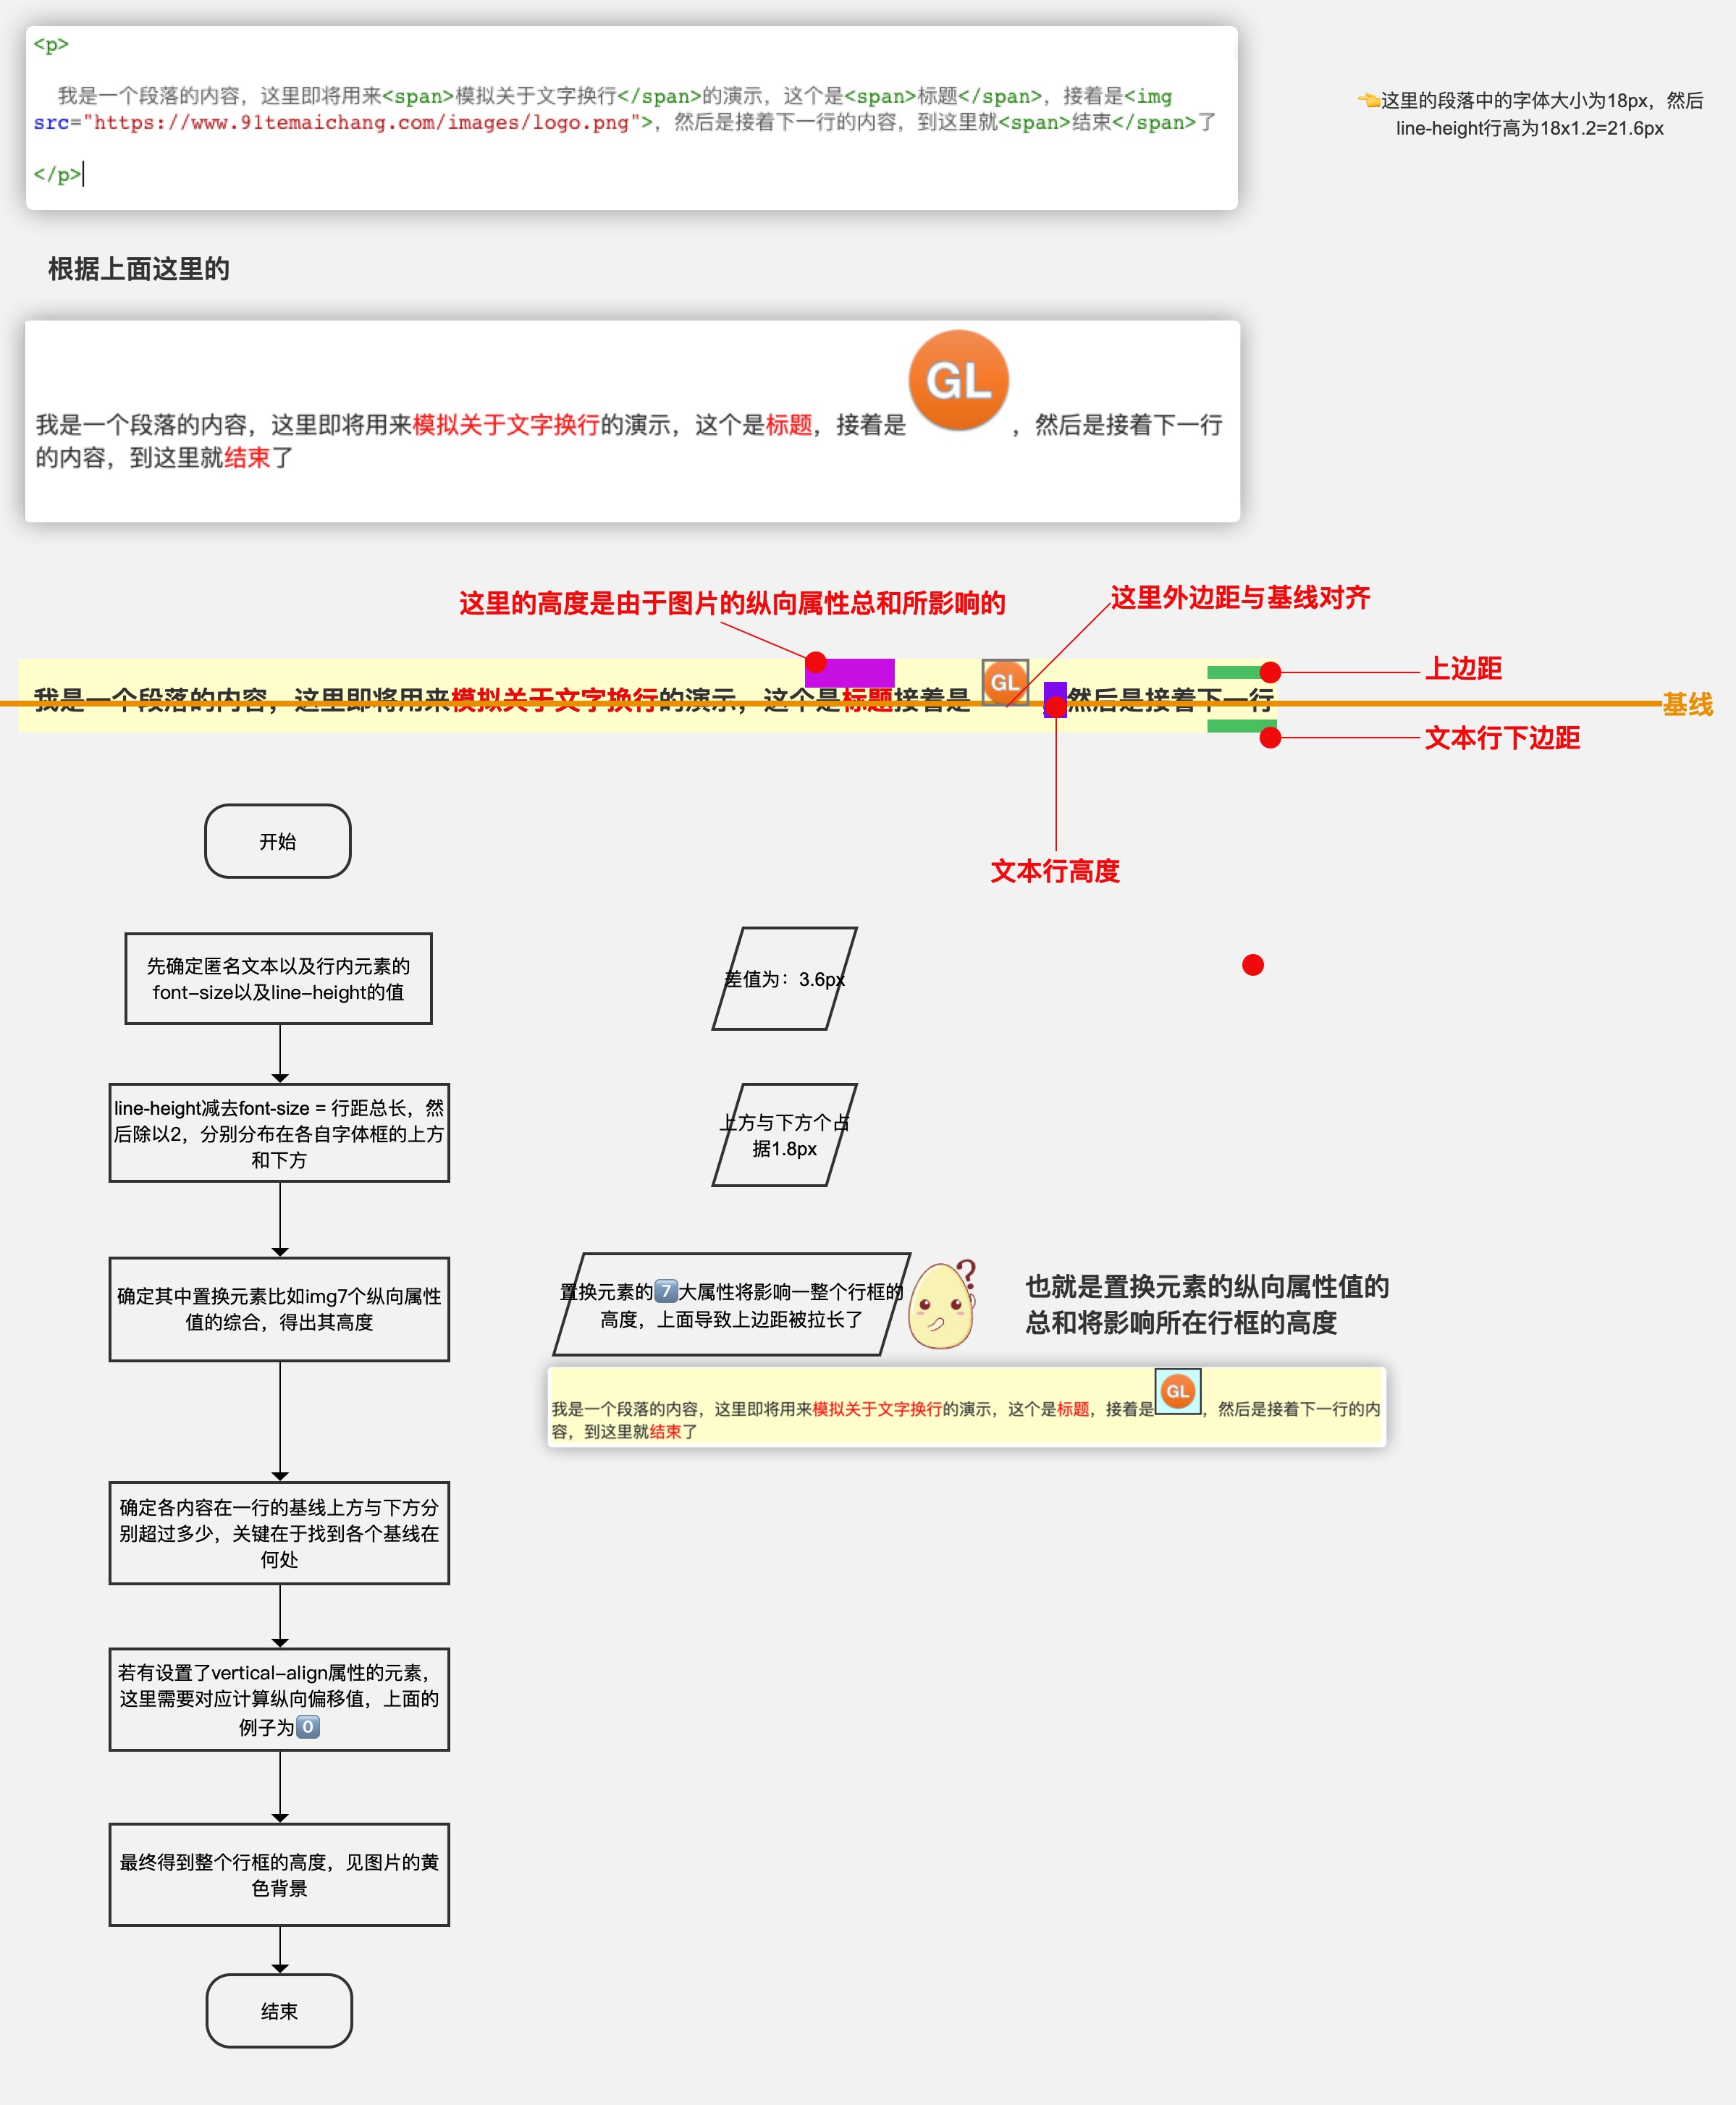 <p>
我是一个段落的内容，这里即将用来<span>模拟关于文字换行</span>的演示，这个是<span>标题</span>，接着是<img
src="https://www.91temaichang.com/images/logo.png">，然后是接着下一行的内容，到这里就<span>结束</span>了
</p>
👈这里的段落中的字体大小为18px，然后
line-height行高为18x1.2=21.6px
根据上面这里的
GL
我是一个段落的内容，这里即将用来模拟关于文字换行的演示，这个是标题，接着是，然后是接着下一行
的内容，到这里就结束了
这里的高度是由于图片的纵向属性总和所影响的
这里外边距与基线对齐
上边距
GL
我是一个段落的内容，这里即将用来模拟关于文字换行的演示，这个是标题接着是 然后是接着下一行
基线
文本行下边距
文本行高度
开始
先确定匿名文本以及行内元素的
font-size以及line-height的值
差值为：3.6px
line-height减去font-size = 行距总长，然
后除以2，分别分布在各自字体框的上方
和下方
上方与下方个占
据1.8px
确定其中置换元素比如img7个纵向属性
值的综合，得出其高度
置换元素的7️⃣大属性将影响一整个行框的
高度，上面导致上边距被拉长了
?
也就是置换元素的纵向属性值的
总和将影响所在行框的高度
GL
我是一个段落的内容，这里即将用来模拟关于文字换行的演示，这个是标题，接着是，然后是接着下一行的内
容，到这里就结束了
确定各内容在一行的基线上方与下方分
别超过多少，关键在于找到各个基线在
何处
若有设置了vertical-align属性的元素，
这里需要对应计算纵向偏移值，上面的
例子为0️⃣
最终得到整个行框的高度，见图片的黄
色背景
结束